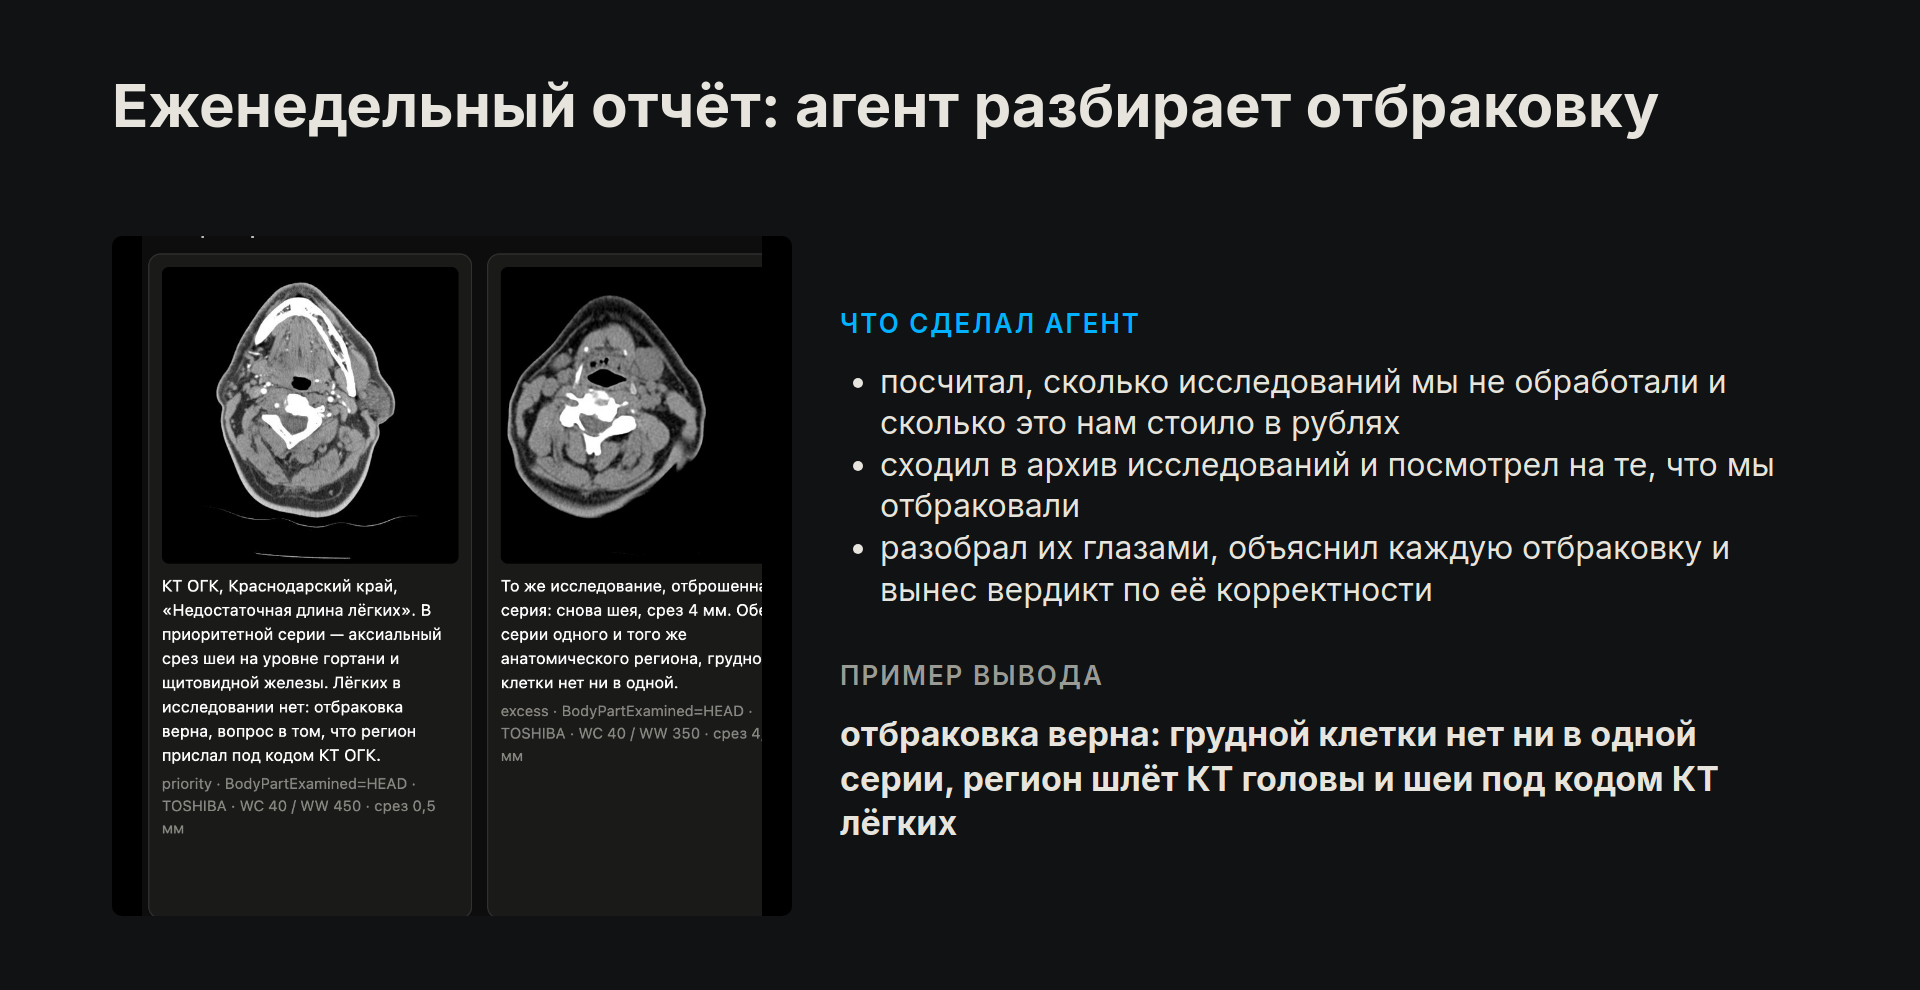 Еженедельный отчёт: агент разбирает отбраковку
КТ ОГК, Краснодарский край,
«Недостаточная длина лёгких». В
приоритетной серии — аксиальный
срез шеи на уровне гортани и
щитовидной железы. Лёгких в
исследовании нет: отбраковка
верна, вопрос в том, что регион
прислал под кодом КТ ОГК.
priority · BodyPartExamined=HEAD ·
TOSHIBA · WC 40 / WW 450 · срез 0,5
мм
То же исследование, отброшенна
серия: снова шея, срез 4 мм. Обе
серии одного и того же
анатомического региона, грудно
клетки нет ни в одной.
excess · BodyPartExamined=HEAD ·
TOSHIBA · WC 40 / WW 350 · срез 4,
мм
ЧТО СДЕЛАЛ АГЕНТ
• посчитал, сколько исследований мы не обработали и
сколько это нам стоило в рублях
• сходил в архив исследований и посмотрел на те, что мы
отбраковали
• разобрал их глазами, объяснил каждую отбраковку и
вынес вердикт по её корректности
ПРИМЕР ВЫВОДА
отбраковка верна: грудной клетки нет ни в одной
серии, регион шлёт КТ головы и шеи под кодом КТ
лёгких